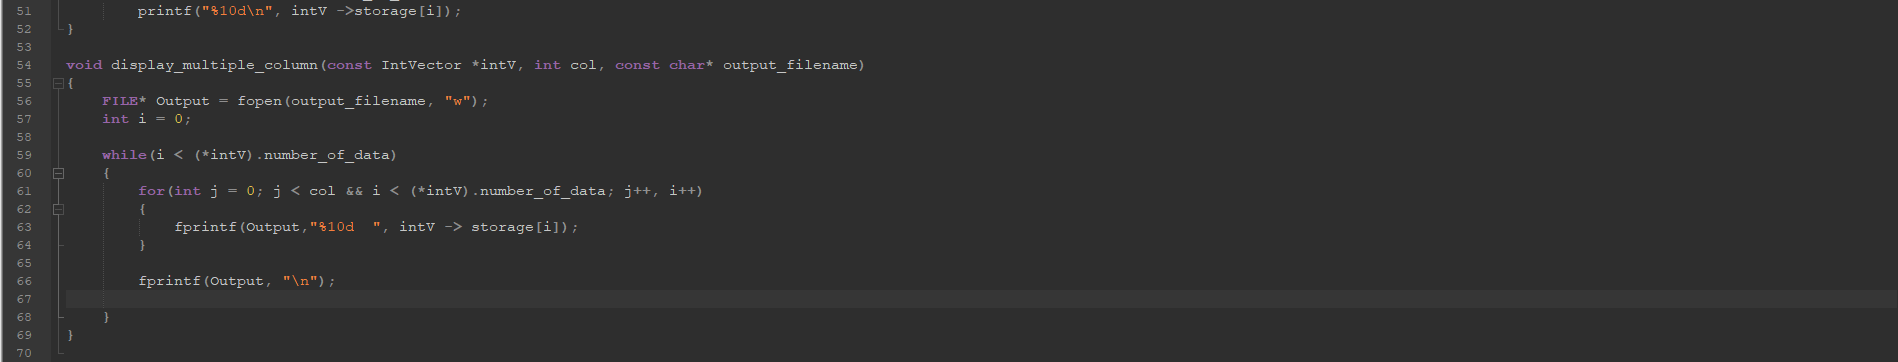 51 printf("%10d\n", intV ->storage[i]);
52 }
53
54 void display_multiple_column(const IntVector *intV, int col, const char* output_filename)
55 {
56 FILE* Output = fopen(output_filename, "w");
57 int i = 0;
58
59 while(i < (*intV).number_of_data)
60 {
61 for(int j = 0; j < col && i < (*intV).number_of_data; j++, i++)
62 {
63 fprintf(Output,"%10d  ", intV -> storage[i]);
64 }
65
66 fprintf(Output, "\n");
67
68 }
69 }
70